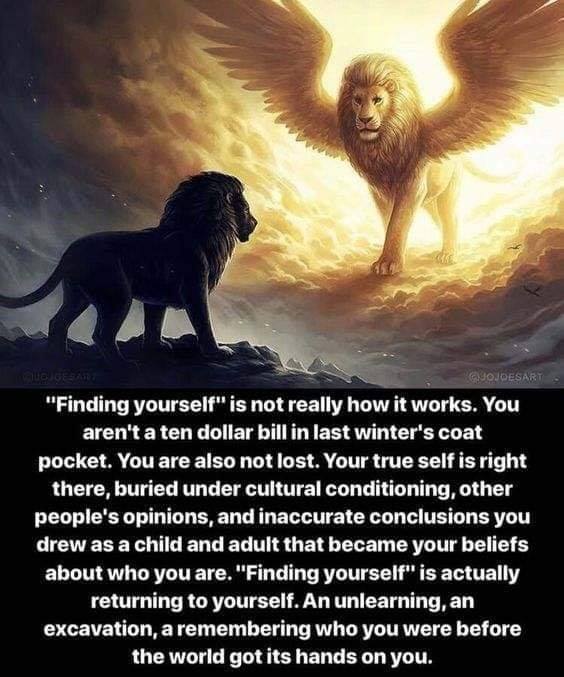 ©JOJOESART
©JOJOESART
"Finding yourself" is not really how it works. You
aren't a ten dollar bill in last winter's coat
pocket. You are also not lost. Your true self is right
there, buried under cultural conditioning, other
people's opinions, and inaccurate conclusions you
drew as a child and adult that became your beliefs
about who you are. "Finding yourself" is actually
returning to yourself. An unlearning, an
excavation, a remembering who you were before
the world got its hands on you.